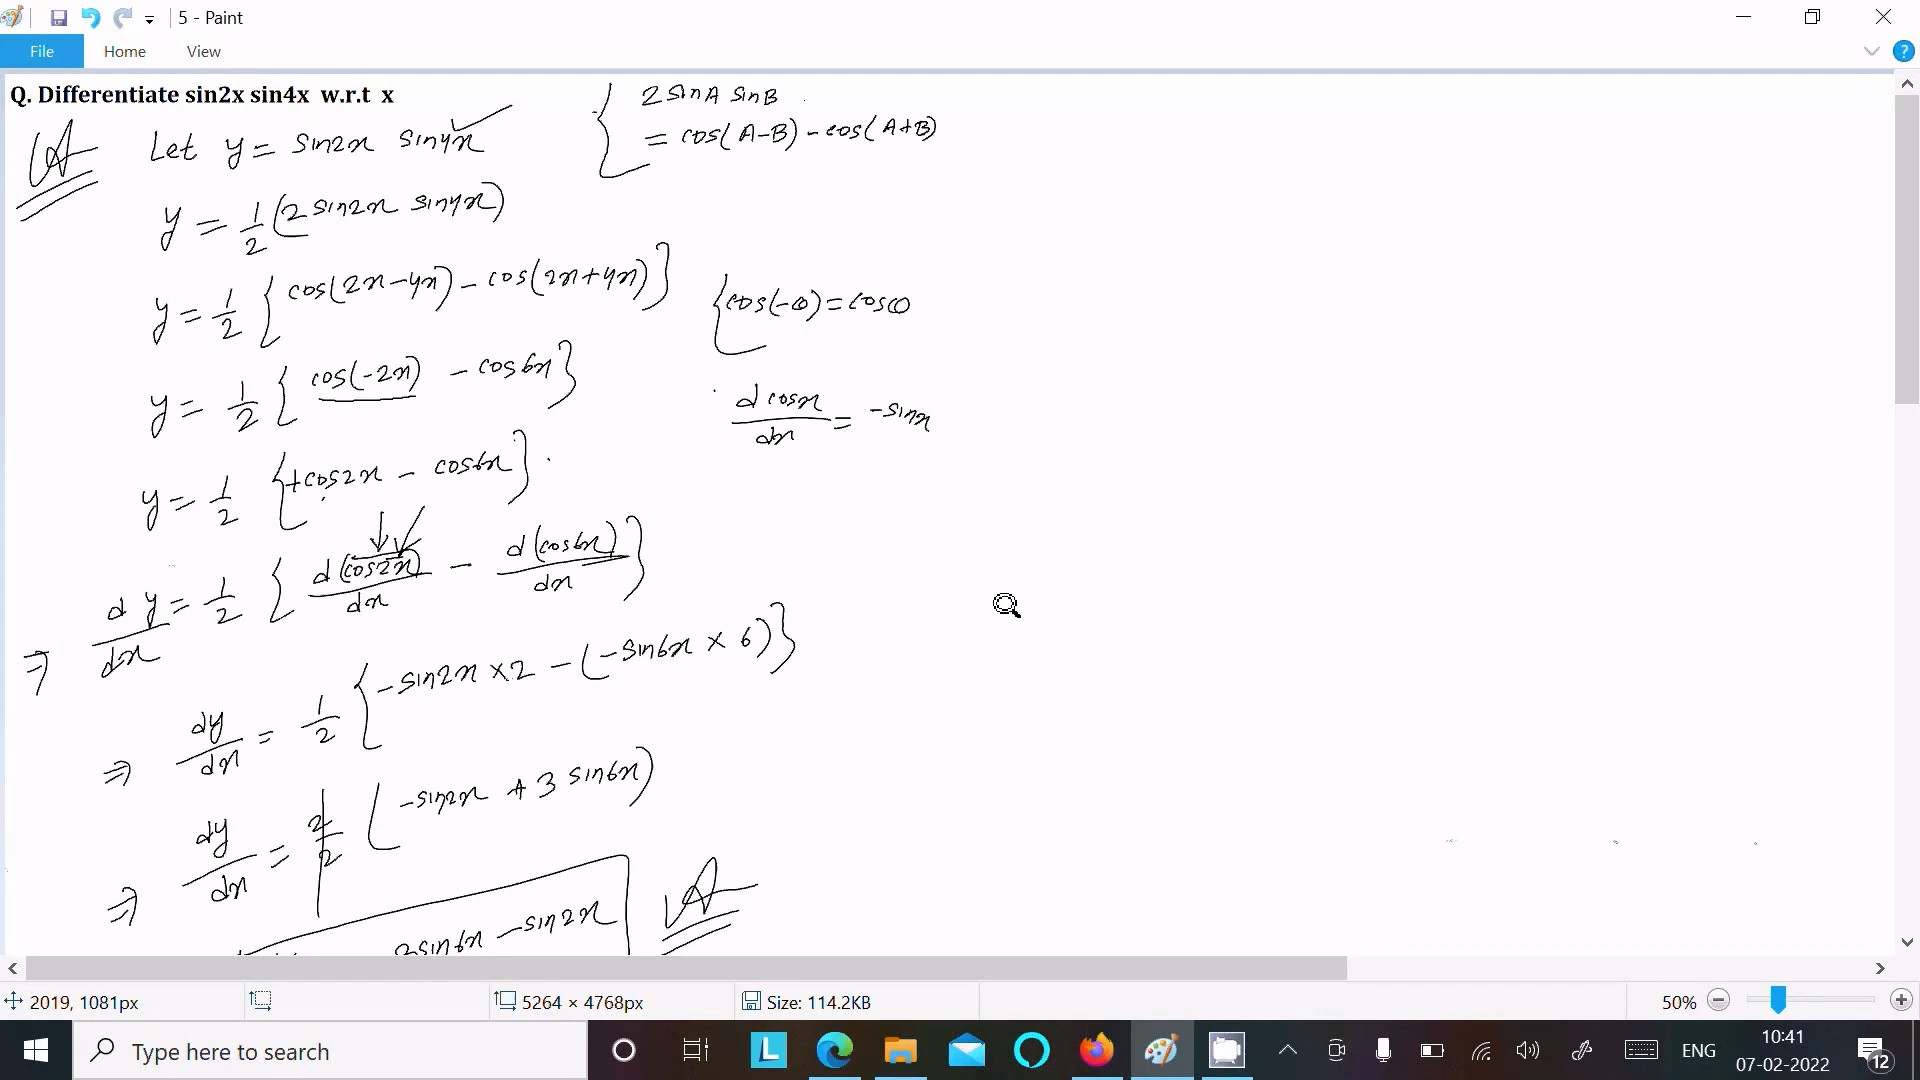 5 - Paint
File Home View
Q. Differentiate sin2x sin4x w.r.t x
2 sinA sinB
= cos(A-B) - cos(A+B)
Let y = sin2x sin4x
y = 1/2 (2 sin2x sin4x)
y = 1/2 { cos(2x-4x) - cos(2x+4x) }
{ cos(-θ) = cosθ
y = 1/2 { cos(-2x) - cos6x }
d cosx/dx = -sinx
y = 1/2 { +cos2x - cos6x }
⇒ dy/dx = 1/2 { d(cos2x)/dx - d(cos6x)/dx }
⇒ dy/dx = 1/2 { -sin2x × 2 - (-sin6x × 6) }
⇒ dy/dx = 2/2 ( -sin2x + 3 sin6x )
3sin6x - sin2x
2019, 1081px
5264 × 4768px
Size: 114.2KB
50%
Type here to search
ENG
10:41
07-02-2022
12